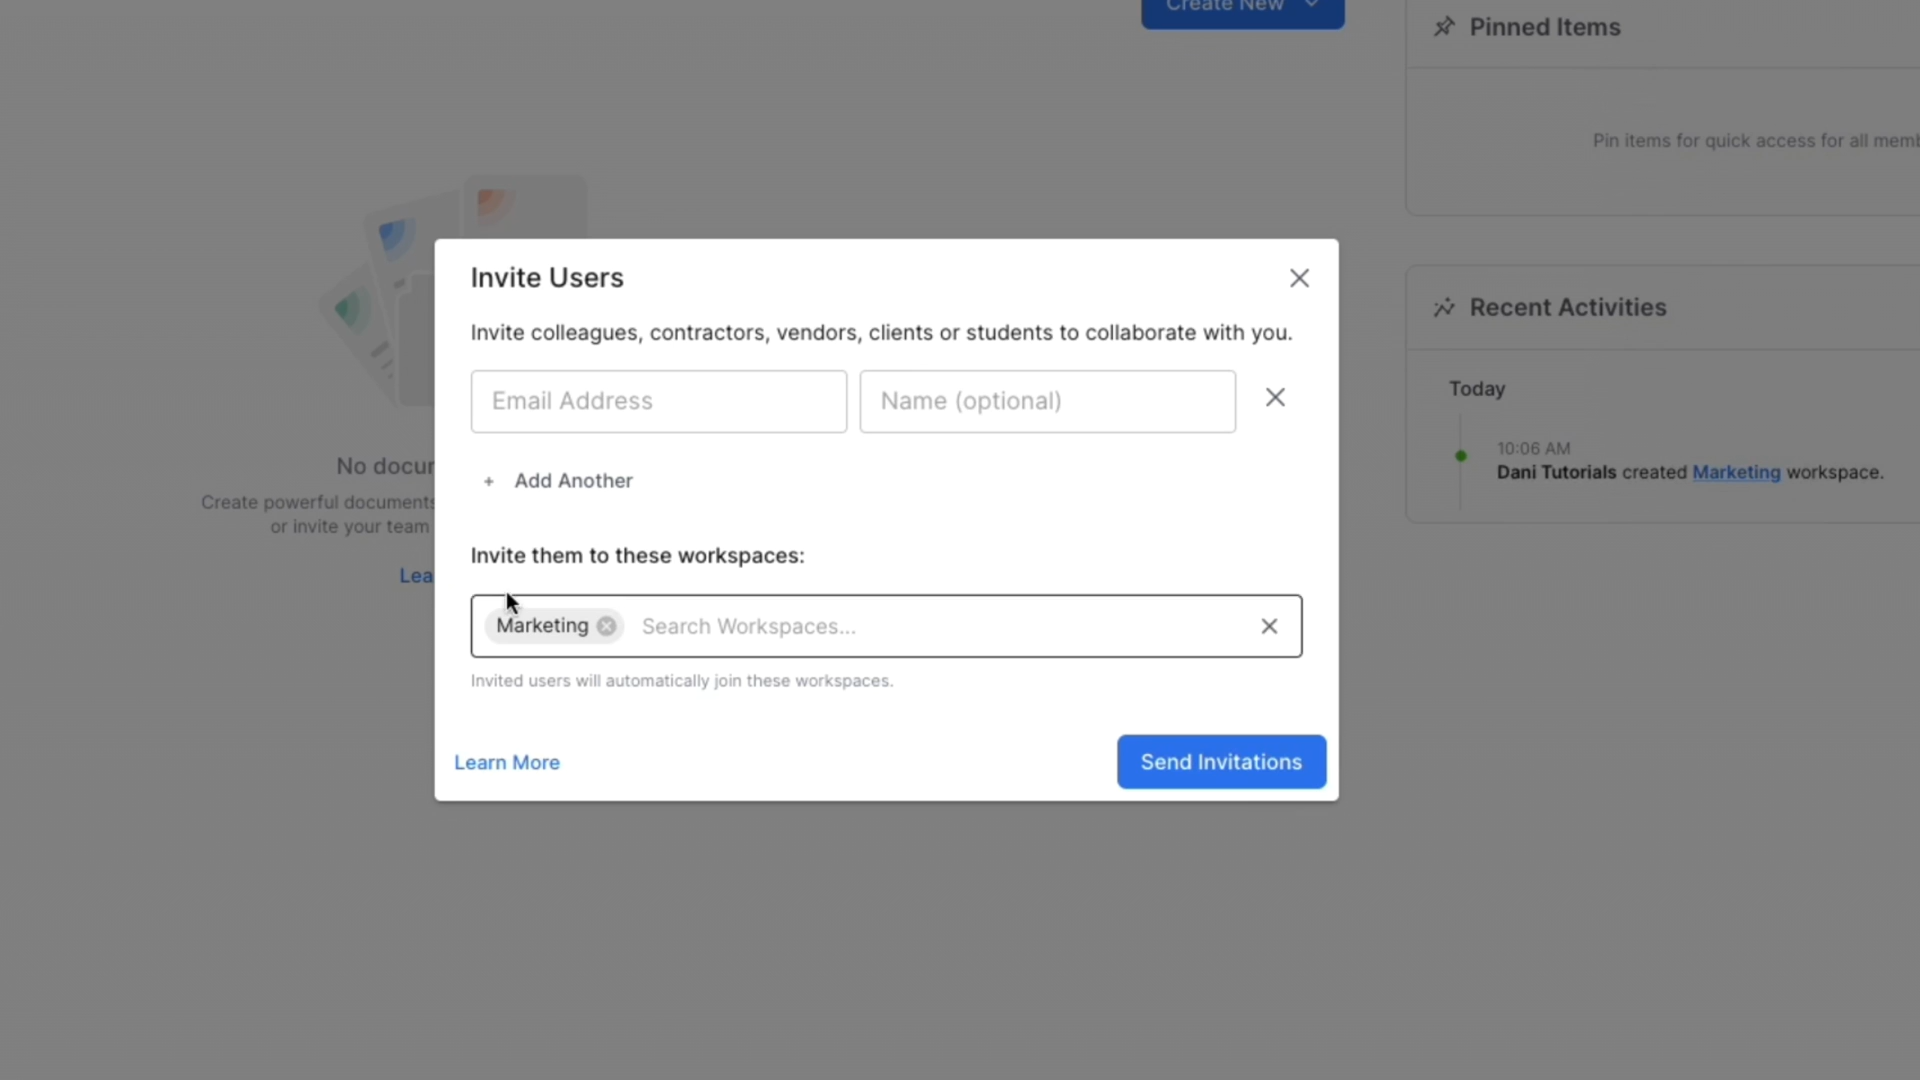 Create New
Pinned Items
Pin items for quick access for all memb
Invite Users
Invite colleagues, contractors, vendors, clients or students to collaborate with you.
Email Address
Name (optional)
+ Add Another
Invite them to these workspaces:
Marketing
Search Workspaces...
Invited users will automatically join these workspaces.
Learn More
Send Invitations
No docum
Create powerful documents
or invite your team
Lea
Recent Activities
Today
10:06 AM
Dani Tutorials created Marketing workspace.